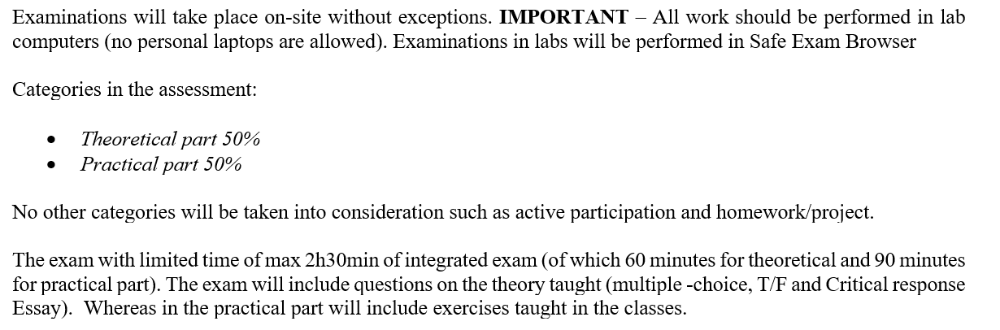 Examinations will take place on-site without exceptions. IMPORTANT – All work should be performed in lab
computers (no personal laptops are allowed). Examinations in labs will be performed in Safe Exam Browser
Categories in the assessment:
• Theoretical part 50%
• Practical part 50%
No other categories will be taken into consideration such as active participation and homework/project.
The exam with limited time of max 2h30min of integrated exam (of which 60 minutes for theoretical and 90 minutes
for practical part). The exam will include questions on the theory taught (multiple -choice, T/F and Critical response
Essay). Whereas in the practical part will include exercises taught in the classes.